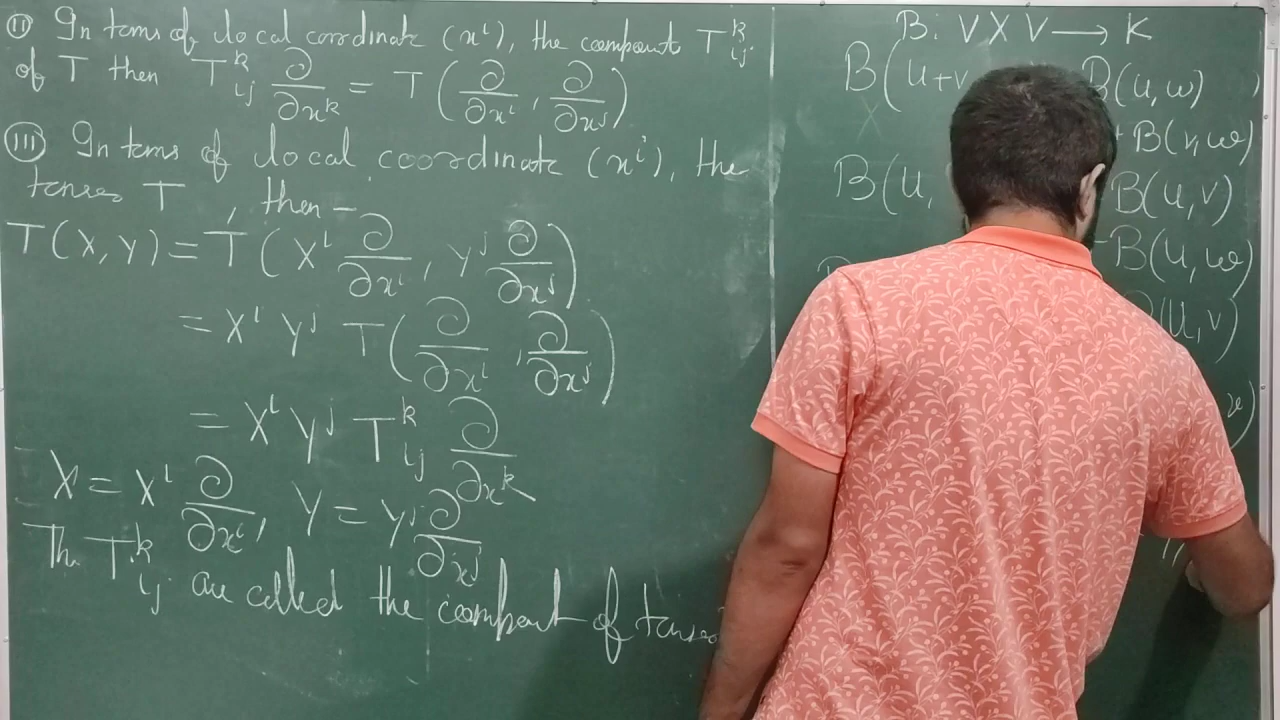 (II) In terms of local coordinate (xⁱ), the compount Tᵏᵢⱼ
of T then Tᵏᵢⱼ ∂/∂xᵏ = T(∂/∂xⁱ, ∂/∂xʲ)
(III) In terms of local coordinate (xⁱ), the
tensor T, then –
T(X, Y) = T(Xⁱ ∂/∂xⁱ, Yʲ ∂/∂xʲ)
= Xⁱ Yʲ T(∂/∂xⁱ, ∂/∂xʲ)
= Xⁱ Yʲ Tᵏᵢⱼ ∂/∂xᵏ
X = Xⁱ ∂/∂xⁱ, Y = Yʲ ∂/∂xʲ
The Tᵏᵢⱼ are called the of tensor
B: V X V → K
B(u+v B(u,w) )
+ B(v,w)
B(u, B(u,v)
B(u,w)
(u,v)
v)